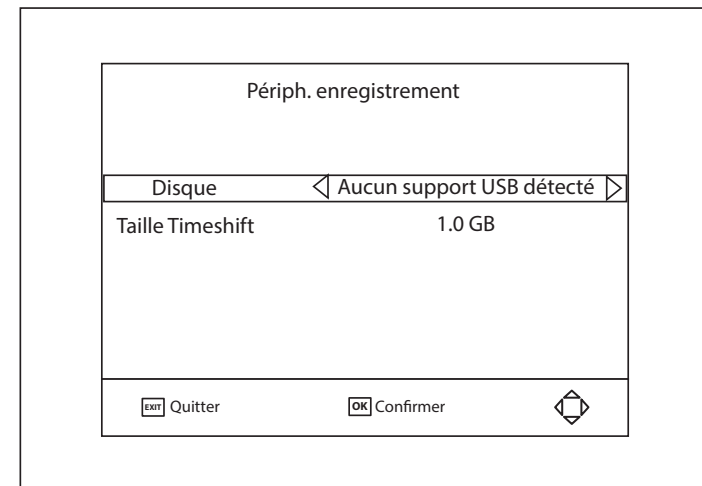 Périph. enregistrement
Disque Aucun support USB détecté
Taille Timeshift 1.0 GB
EXIT Quitter OK Confirmer